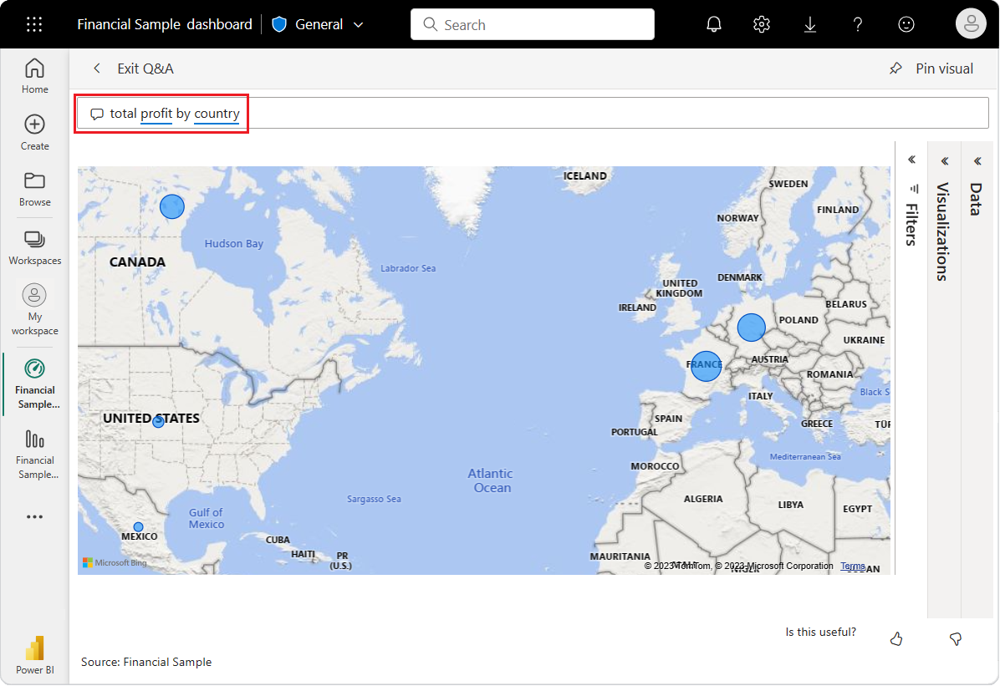 Financial Sample dashboard
General
Search
Home
Create
Browse
Workspaces
My
workspace
Financial
Sample...
Financial
Sample...
Power BI
Exit Q&A
Pin visual
total profit by country
ICELAND
SWEDEN
FINLAND
NORWAY
Hudson Bay
CANADA
Labrador Sea
DENMARK
UNITED
KINGDOM
IRELAND
BELARUS
POLAND
UKRAINE
FRANCE
AUSTRIA
ROMANIA
ITALY
Black S
UNITED STATES
SPAIN
GREECE
TÜR
PORTUGAL
Mediterranean Sea
MOROCCO
Atlantic
Ocean
ALGERIA
LIBYA
EGYPT
Sargasso Sea
Gulf of
Mexico
MEXICO
CUBA
HAITI
PR
(U.S.)
MAURITANIA
Microsoft Bing
© 2023 TomTom, © 2023 Microsoft Corporation Terms
Filters
Visualizations
Data
Is this useful?
Source: Financial Sample